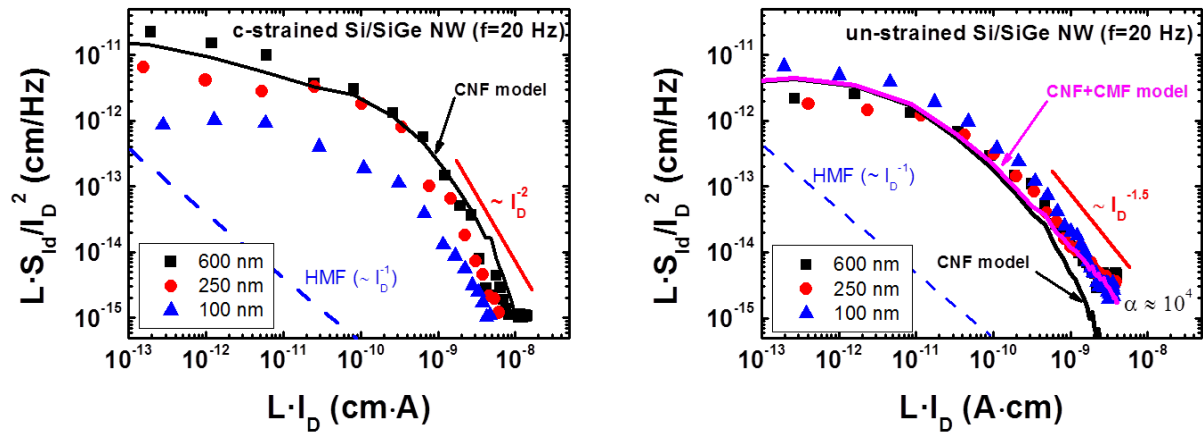 c-strained Si/SiGe NW (f=20 Hz)
L·S_Id/I_D^2 (cm/Hz)
10^-11
10^-12
10^-13
10^-14
10^-15
CNF model
~ I_D^-2
HMF (~ I_D^-1)
600 nm
250 nm
100 nm
10^-13 10^-12 10^-11 10^-10 10^-9 10^-8
L·I_D (cm·A)
un-strained Si/SiGe NW (f=20 Hz)
L·S_Id/I_D^2 (cm/Hz)
10^-11
10^-12
10^-13
10^-14
10^-15
CNF+CMF model
HMF (~ I_D^-1)
~ I_D^-1.5
CNF model
α ≈ 10^4
600 nm
250 nm
100 nm
10^-13 10^-12 10^-11 10^-10 10^-9 10^-8
L·I_D (A·cm)